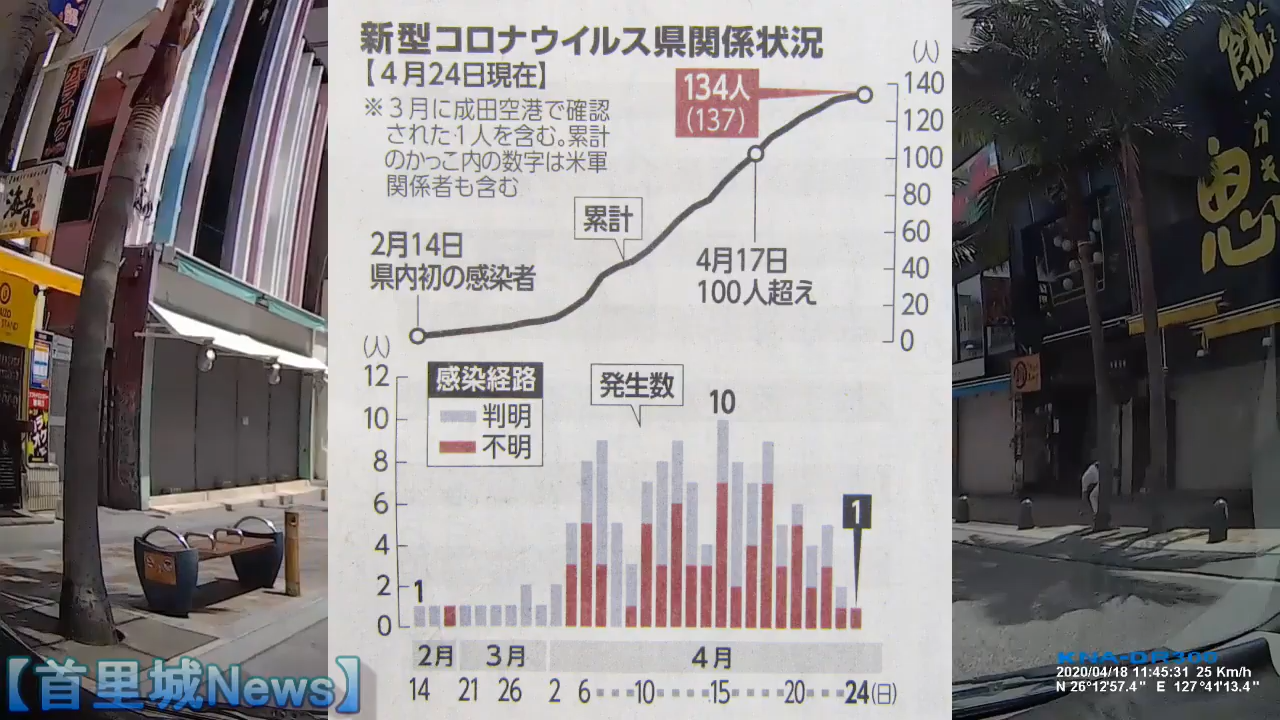 新型コロナウイルス県関係状況
【4月24日現在】
※3月に成田空港で確認
された1人を含む。累計
のかっこ内の数字は米軍
関係者も含む
134人
(137)
(人)
140
120
100
80
60
40
20
0
累計
2月14日
県内初の感染者
4月17日
100人超え
(人)
12
10
8
6
4
2
0
感染経路
判明
不明
発生数
10
1
1
2月 3月 4月
14 21 26 2 6 10 15 20 24(日)
海音
【首里城News】
KNA-DR300
2020/04/18 11:45:31 25 Km/h
N 26°12'57.4" E 127°41'13.4"